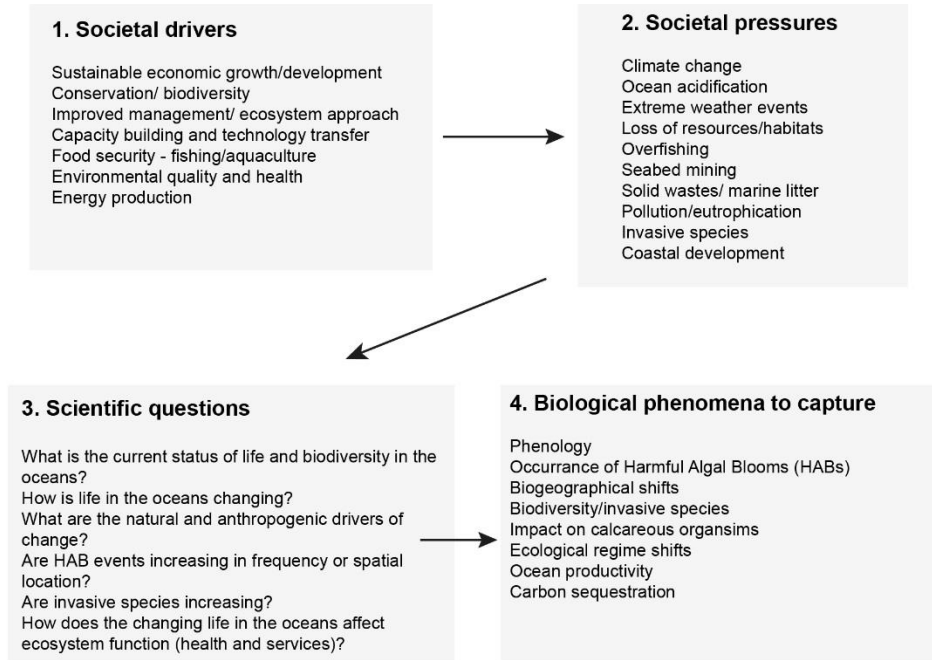 1. Societal drivers
Sustainable economic growth/development
Conservation/ biodiversity
Improved management/ ecosystem approach
Capacity building and technology transfer
Food security - fishing/aquaculture
Environmental quality and health
Energy production
2. Societal pressures
Climate change
Ocean acidification
Extreme weather events
Loss of resources/habitats
Overfishing
Seabed mining
Solid wastes/ marine litter
Pollution/eutrophication
Invasive species
Coastal development
3. Scientific questions
What is the current status of life and biodiversity in the
oceans?
How is life in the oceans changing?
What are the natural and anthropogenic drivers of
change?
Are HAB events increasing in frequency or spatial
location?
Are invasive species increasing?
How does the changing life in the oceans affect
ecosystem function (health and services)?
4. Biological phenomena to capture
Phenology
Occurrance of Harmful Algal Blooms (HABs)
Biogeographical shifts
Biodiversity/invasive species
Impact on calcareous organsims
Ecological regime shifts
Ocean productivity
Carbon sequestration